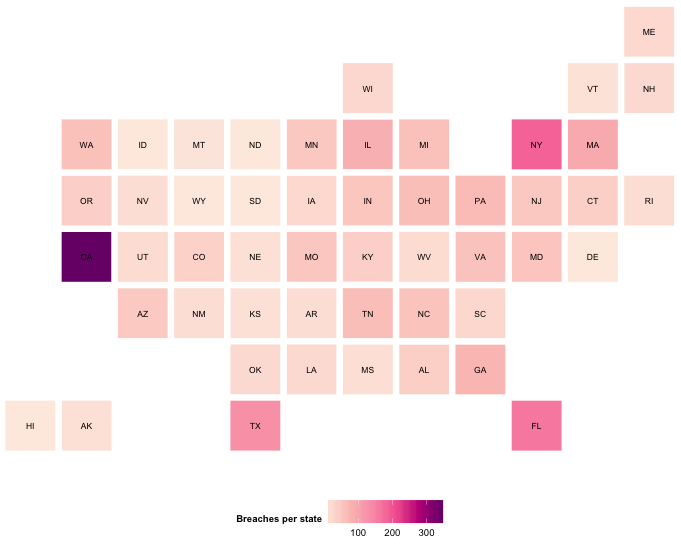 ME
WI VT NH
WA ID MT ND MN IL MI NY MA
OR NV WY SD IA IN OH PA NJ CT RI
CA UT CO NE MO KY WV VA MD DE
AZ NM KS AR TN NC SC
OK LA MS AL GA
HI AK TX FL
Breaches per state
100 200 300